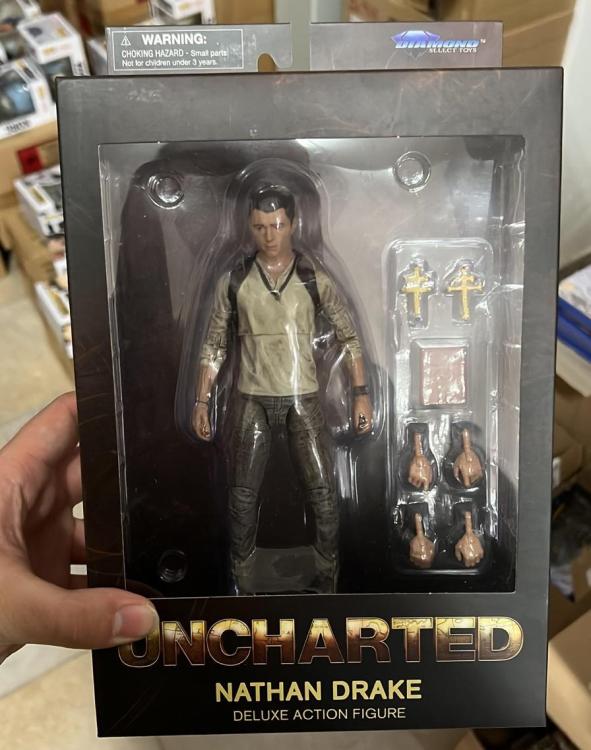 ⚠ WARNING:
CHOKING HAZARD - Small parts
Not for children under 3 years.
DIAMOND™
SELECT TOYS
UNCHARTED
NATHAN DRAKE
DELUXE ACTION FIGURE